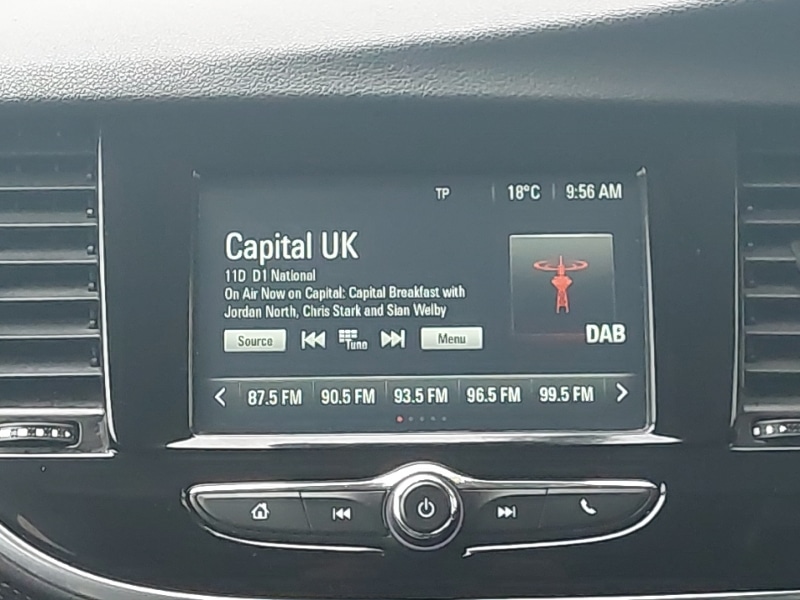 TP 18°C 9:56 AM
Capital UK
11D D1 National
On Air Now on Capital: Capital Breakfast with
Jordan North, Chris Stark and Sian Welby
Source Tune Menu
DAB
87.5 FM 90.5 FM 93.5 FM 96.5 FM 99.5 FM